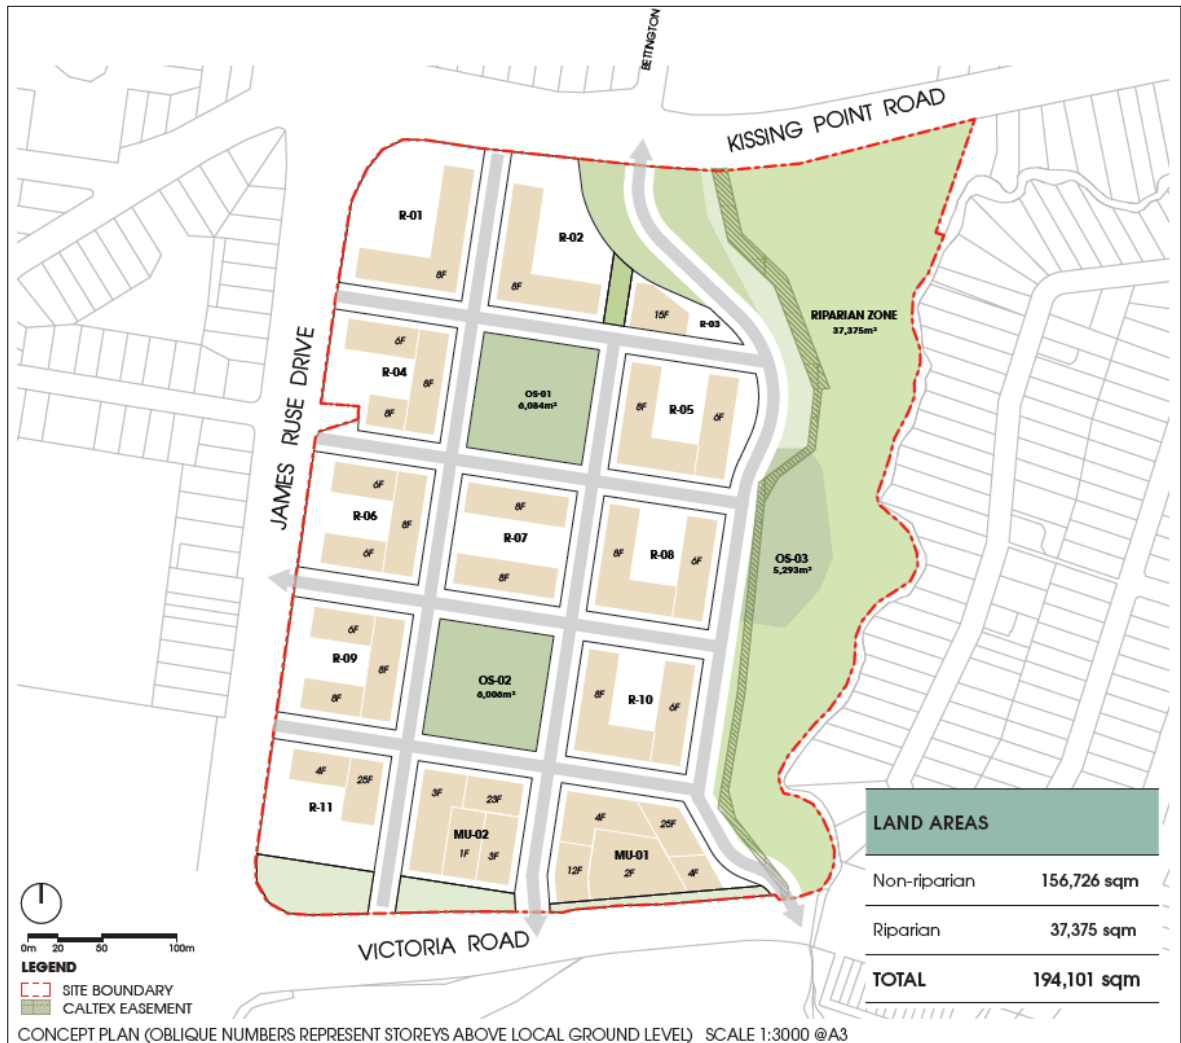 BETTINGTON
KISSING POINT ROAD
R-01
8F
R-02
8F
15F
R-03
RIPARIAN ZONE
37,375m²
JAMES RUSE DRIVE
6F
R-04
8F
8F
OS-01
6,084m²
8F
R-05
6F
6F
R-06
8F
6F
8F
R-07
8F
8F
R-08
6F
OS-03
5,293m²
6F
R-09
8F
8F
OS-02
6,006m²
8F
R-10
6F
4F
25F
R-11
3F
23F
MU-02
1F
3F
4F
25F
MU-01
12F
2F
4F
VICTORIA ROAD
LAND AREAS
Non-riparian 156,726 sqm
Riparian 37,375 sqm
TOTAL 194,101 sqm
0m 20 50 100m
LEGEND
SITE BOUNDARY
CALTEX EASEMENT
CONCEPT PLAN (OBLIQUE NUMBERS REPRESENT STOREYS ABOVE LOCAL GROUND LEVEL) SCALE 1:3000 @A3